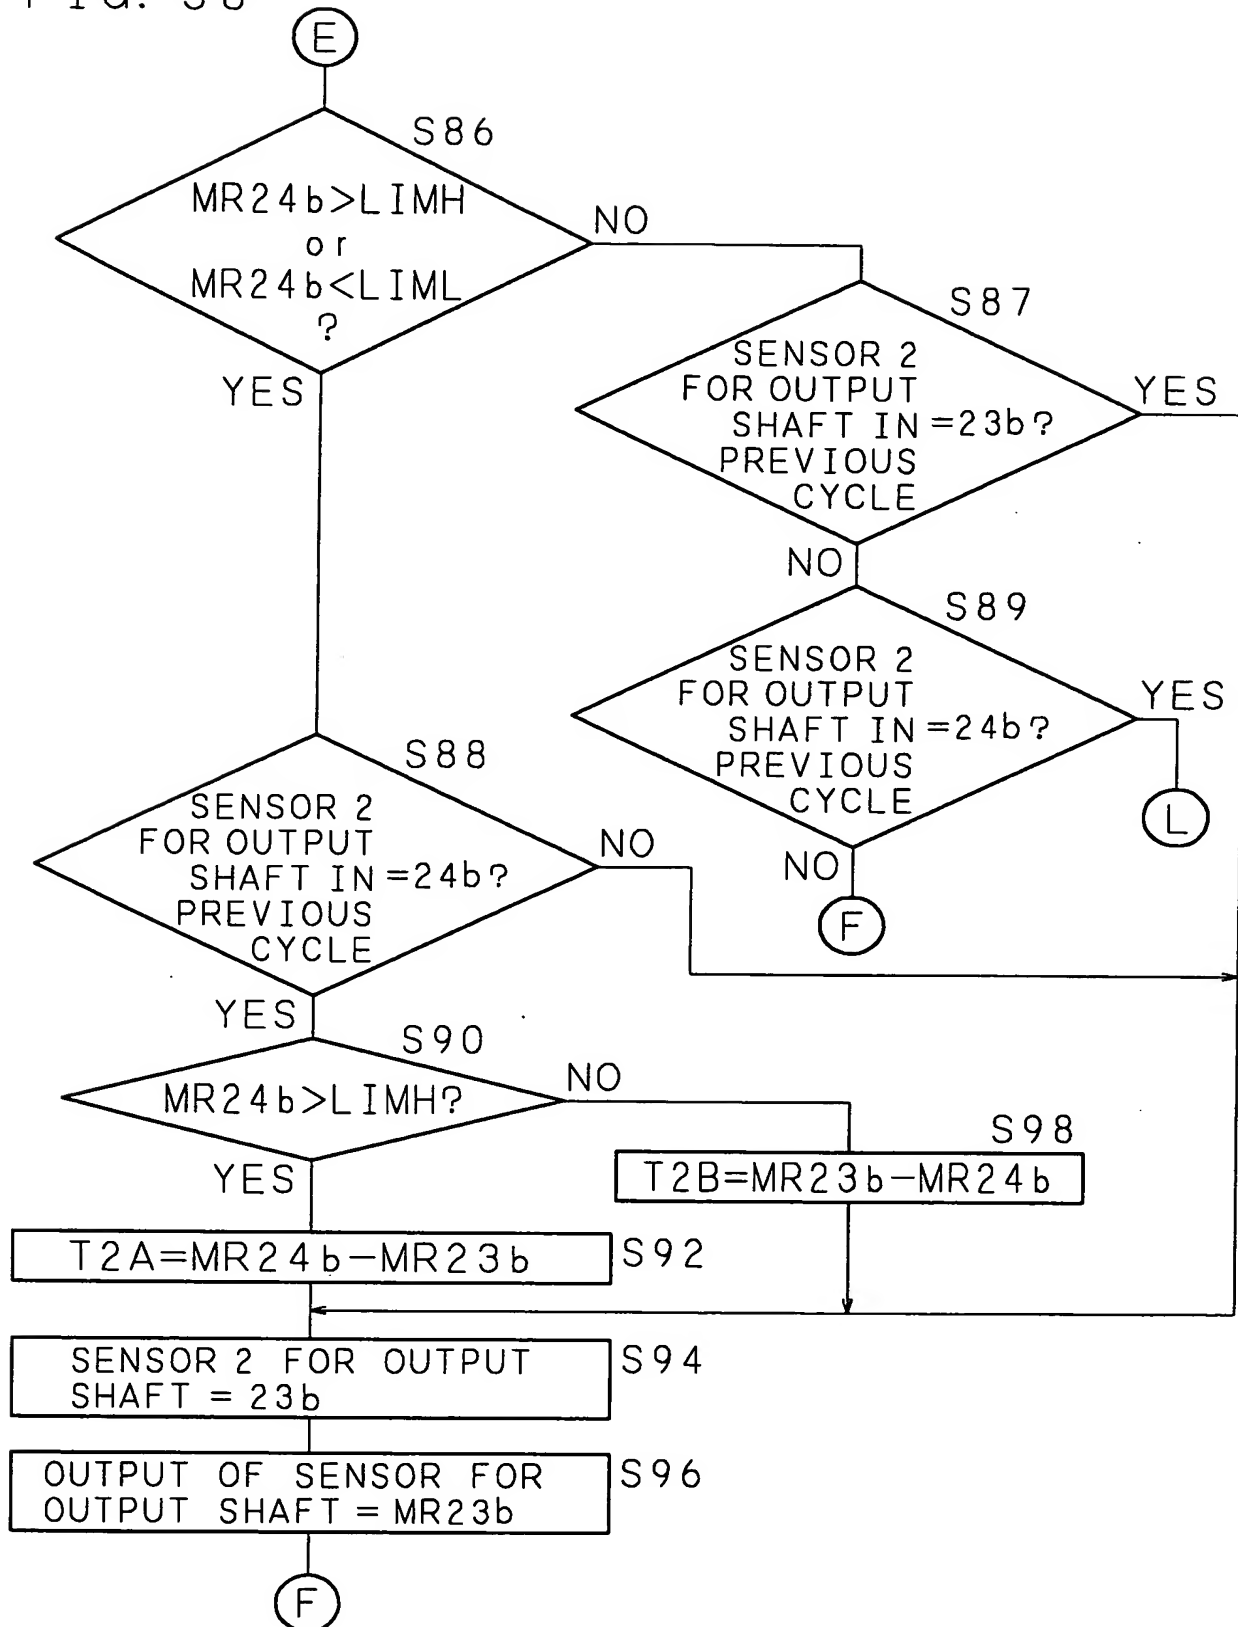 E
S86
MR24b>LIMH
or
MR24b<LIML
?
NO
YES
S87
SENSOR 2
FOR OUTPUT
SHAFT IN =23b?
PREVIOUS
CYCLE
YES
NO
S89
SENSOR 2
FOR OUTPUT
SHAFT IN =24b?
PREVIOUS
CYCLE
YES
L
NO
F
S88
SENSOR 2
FOR OUTPUT
SHAFT IN =24b?
PREVIOUS
CYCLE
NO
YES
S90
MR24b>LIMH?
NO
YES
S98
T2B=MR23b-MR24b
T2A=MR24b-MR23b
S92
SENSOR 2 FOR OUTPUT
SHAFT = 23b
S94
OUTPUT OF SENSOR FOR
OUTPUT SHAFT = MR23b
S96
F